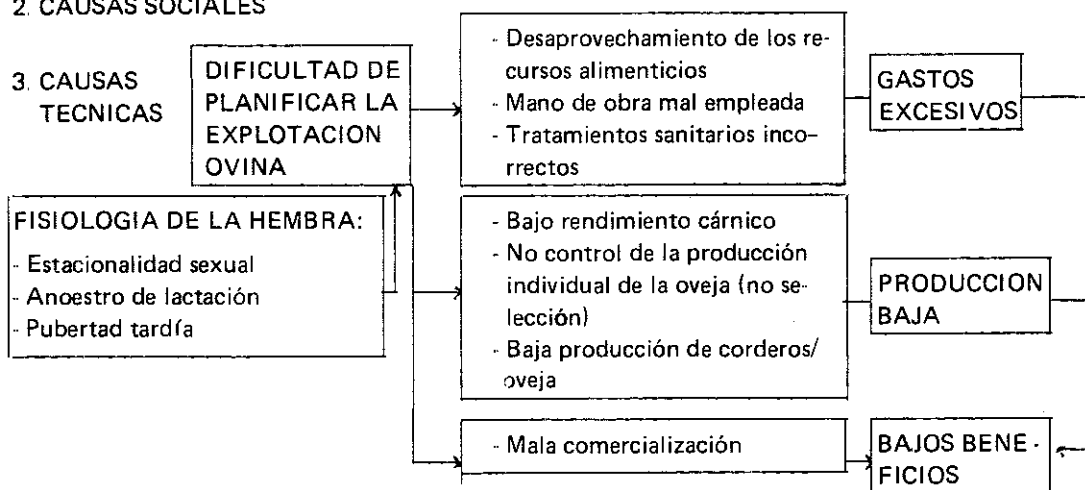 2. CAUSAS SOCIALES
3. CAUSAS
TECNICAS
DIFICULTAD DE
PLANIFICAR LA
EXPLOTACION
OVINA
- Desaprovechamiento de los re-
cursos alimenticios
- Mano de obra mal empleada
- Tratamientos sanitarios inco-
rrectos
GASTOS
EXCESIVOS
FISIOLOGIA DE LA HEMBRA:
- Estacionalidad sexual
- Anoestro de lactación
- Pubertad tardía
- Bajo rendimiento cárnico
- No control de la producción
individual de la oveja (no se-
lección)
- Baja producción de corderos/
oveja
PRODUCCION
BAJA
- Mala comercialización
BAJOS BENE-
FICIOS